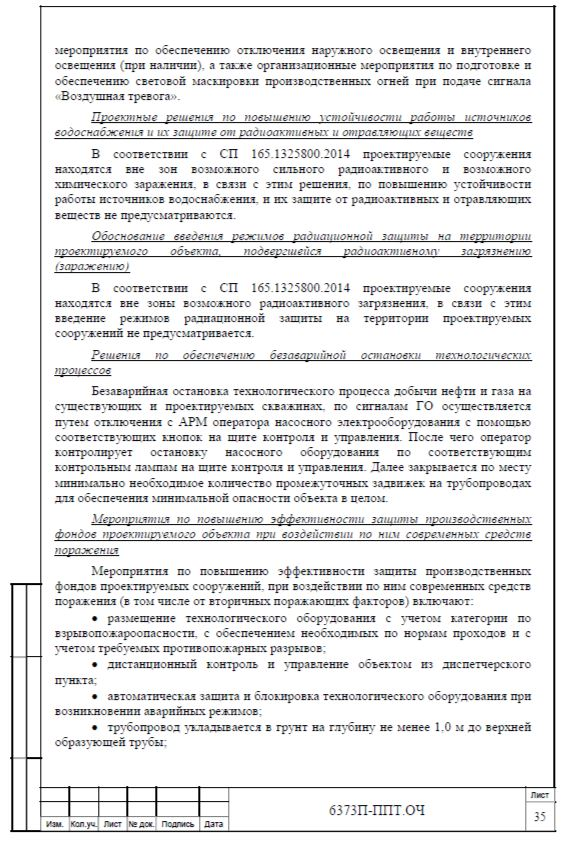 мероприятия по обеспечению отключения наружного освещения и внутреннего
освещения (при наличии), а также организационные мероприятия по подготовке и
обеспечению световой маскировки производственных огней при подаче сигнала
«Воздушная тревога».
Проектные решения по повышению устойчивости работы источников
водоснабжения и их защите от радиоактивных и отравляющих веществ
В соответствии с СП 165.1325800.2014 проектируемые сооружения
находятся вне зон возможного сильного радиоактивного и возможного
химического заражения, в связи с этим решения, по повышению устойчивости
работы источников водоснабжения, и их защите от радиоактивных и отравляющих
веществ не предусматриваются.
Обоснование введения режимов радиационной защиты на территории
проектируемого объекта, подвергшейся радиоактивному загрязнению
(заражению)
В соответствии с СП 165.1325800.2014 проектируемые сооружения
находятся вне зоны возможного радиоактивного загрязнения, в связи с этим
введение режимов радиационной защиты на территории проектируемых
сооружений не предусматривается.
Решения по обеспечению безаварийной остановки технологических
процессов
Безаварийная остановка технологического процесса добычи нефти и газа на
существующих и проектируемых скважинах, по сигналам ГО осуществляется
путем отключения с АРМ оператора насосного электрооборудования с помощью
соответствующих кнопок на щите контроля и управления. После чего оператор
контролирует остановку насосного оборудования по соответствующим
контрольным лампам на щите контроля и управления. Далее закрывается по месту
минимально необходимое количество промежуточных задвижек на трубопроводах
для обеспечения минимальной опасности объекта в целом.
Мероприятия по повышению эффективности защиты производственных
фондов проектируемого объекта при воздействии по ним современных средств
поражения
Мероприятия по повышению эффективности защиты производственных
фондов проектируемых сооружений, при воздействии по ним современных средств
поражения (в том числе от вторичных поражающих факторов) включают:
• размещение технологического оборудования с учетом категории по
взрывопожароопасности, с обеспечением необходимых по нормам проходов и с
учетом требуемых противопожарных разрывов;
• дистанционный контроль и управление объектом из диспетчерского
пункта;
• автоматическая защита и блокировка технологического оборудования при
возникновении аварийных режимов;
• трубопровод укладывается в грунт на глубину не менее 1,0 м до верхней
образующей трубы;
6373П-ППТ.ОЧ
Лист
35
Изм. Кол.уч. Лист № док. Подпись Дата